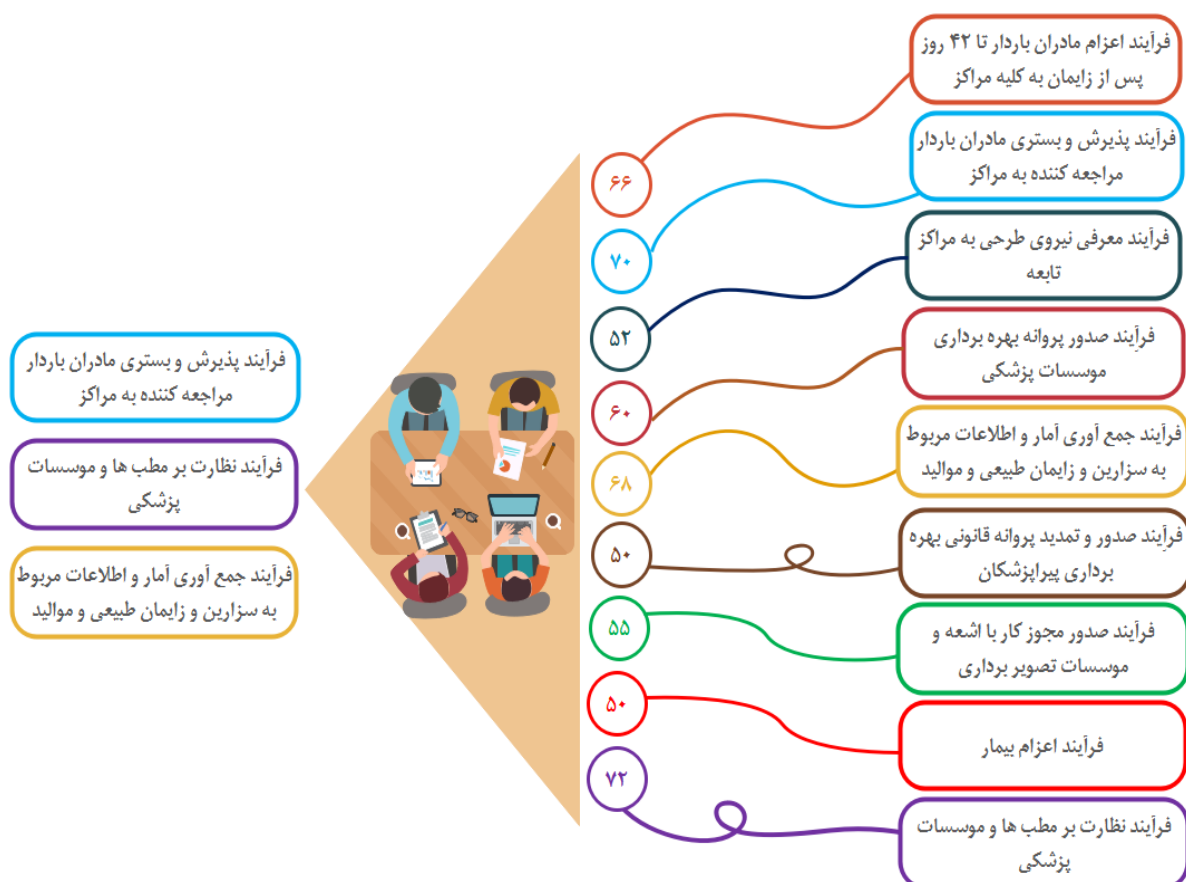 فرآیند اعزام مادران باردار تا ۴۲ روز
پس از زایمان به کلیه مراکز
۶۶
فرآیند پذیرش و بستری مادران باردار
مراجعه کننده به مراکز
۷۰
فرآیند معرفی نیروی طرحی به مراکز
تابعه
۵۲
فرآیند صدور پروانه بهره برداری
موسسات پزشکی
۶۰
فرآیند جمع آوری آمار و اطلاعات مربوط
به سزارین و زایمان طبیعی و موالید
۶۸
فرآیند صدور و تمدید پروانه قانونی بهره
برداری پیراپزشکان
۵۰
فرآیند صدور مجوز کار با اشعه و
موسسات تصویر برداری
۵۵
فرآیند اعزام بیمار
۵۰
فرآیند نظارت بر مطب ها و موسسات
پزشکی
۷۲
فرآیند پذیرش و بستری مادران باردار
مراجعه کننده به مراکز
فرآیند نظارت بر مطب ها و موسسات
پزشکی
فرآیند جمع آوری آمار و اطلاعات مربوط
به سزارین و زایمان طبیعی و موالید